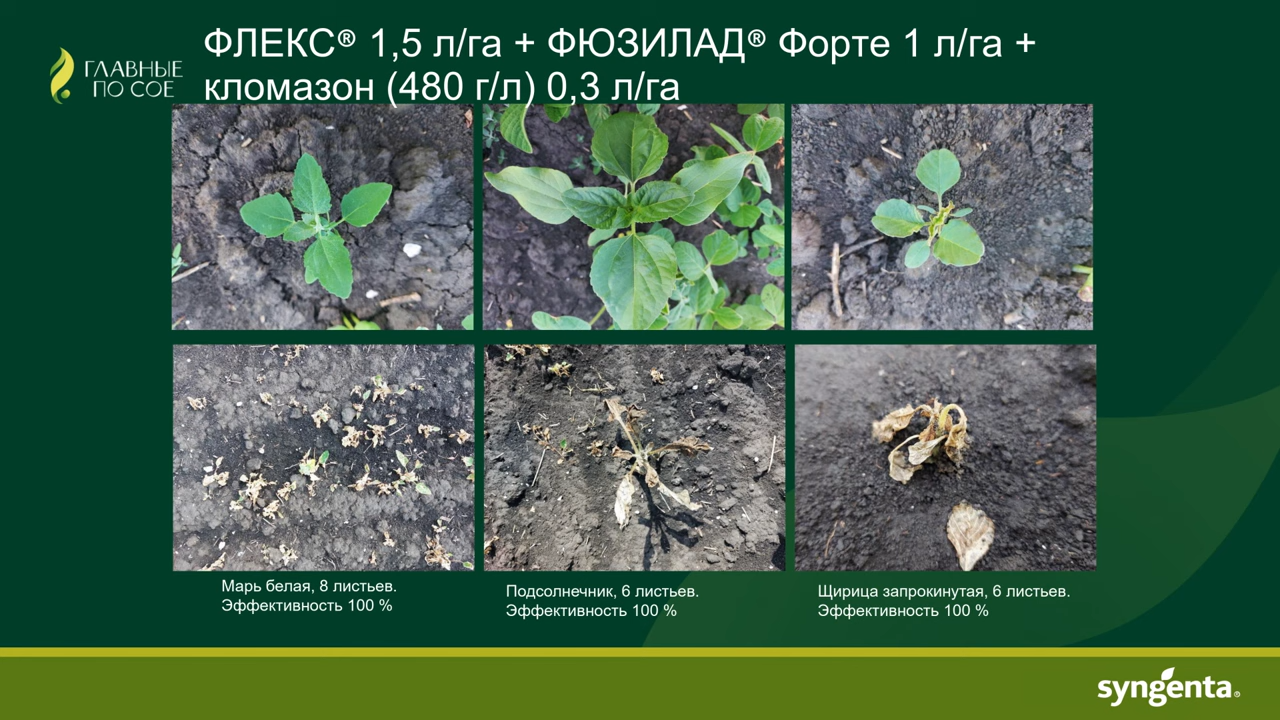 ГЛАВНЫЕ
ПО СОЕ
ФЛЕКС® 1,5 л/га + ФЮЗИЛАД® Форте 1 л/га +
кломазон (480 г/л) 0,3 л/га
Марь белая, 8 листьев.
Эффективность 100 %
Подсолнечник, 6 листьев.
Эффективность 100 %
Щирица запрокинутая, 6 листьев.
Эффективность 100 %
syngenta®